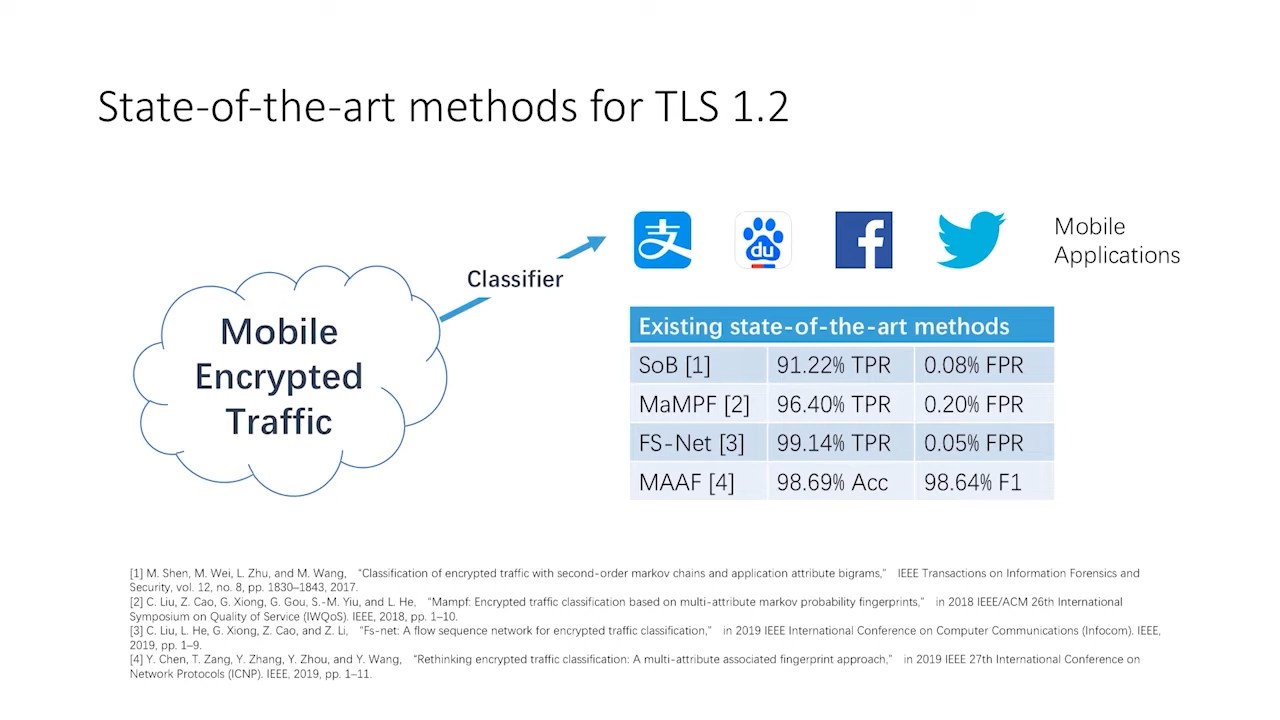 State-of-the-art methods for TLS 1.2
支
du
f
Mobile
Applications
Classifier
Mobile
Encrypted
Traffic
Existing state-of-the-art methods
SoB [1] 91.22% TPR 0.08% FPR
MaMPF [2] 96.40% TPR 0.20% FPR
FS-Net [3] 99.14% TPR 0.05% FPR
MAAF [4] 98.69% Acc 98.64% F1
[1] M. Shen, M. Wei, L. Zhu, and M. Wang, “Classification of encrypted traffic with second-order markov chains and application attribute bigrams,” IEEE Transactions on Information Forensics and
Security, vol. 12, no. 8, pp. 1830–1843, 2017.
[2] C. Liu, Z. Cao, G. Xiong, G. Gou, S.-M. Yiu, and L. He, “Mampf: Encrypted traffic classification based on multi-attribute markov probability fingerprints,” in 2018 IEEE/ACM 26th International
Symposium on Quality of Service (IWQoS). IEEE, 2018, pp. 1–10.
[3] C. Liu, L. He, G. Xiong, Z. Cao, and Z. Li, “Fs-net: A flow sequence network for encrypted traffic classification,” in 2019 IEEE International Conference on Computer Communications (Infocom). IEEE,
2019, pp. 1–9.
[4] Y. Chen, T. Zang, Y. Zhang, Y. Zhou, and Y. Wang, “Rethinking encrypted traffic classification: A multi-attribute associated fingerprint approach,” in 2019 IEEE 27th International Conference on
Network Protocols (ICNP). IEEE, 2019, pp. 1–11.